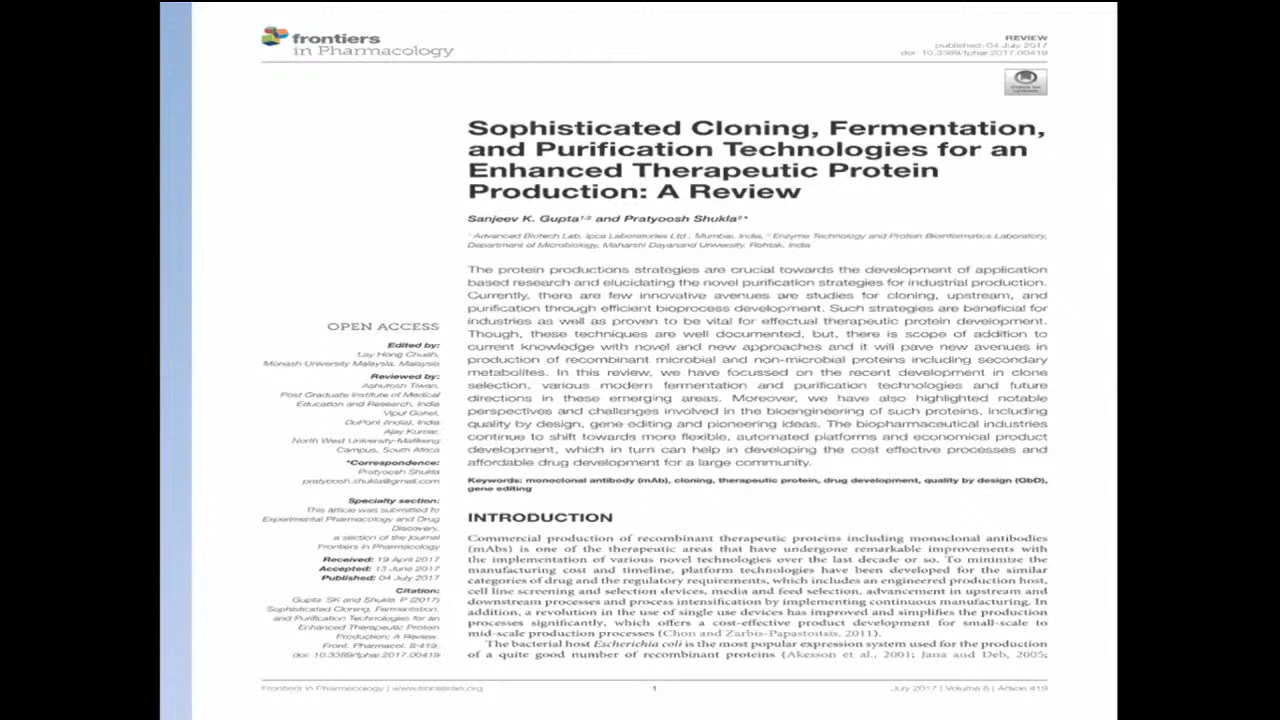 frontiers
in Pharmacology
REVIEW
published: 04 July 2017
doi: 10.3389/fphar.2017.00419
Sophisticated Cloning, Fermentation,
and Purification Technologies for an
Enhanced Therapeutic Protein
Production: A Review
Sanjeev K. Gupta1,2 and Pratyoosh Shukla2*
1 Advanced Biotech Lab, Ipca Laboratories Ltd., Mumbai, India, 2 Enzyme Technology and Protein Bioinformatics Laboratory,
Department of Microbiology, Maharshi Dayanand University, Rohtak, India
The protein productions strategies are crucial towards the development of application
based research and elucidating the novel purification strategies for industrial production.
Currently, there are few innovative avenues are studies for cloning, upstream, and
purification through efficient bioprocess development. Such strategies are beneficial for
industries as well as proven to be vital for effectual therapeutic protein development.
Though, these techniques are well documented, but, there is scope of addition to
current knowledge with novel and new approaches and it will pave new avenues in
production of recombinant microbial and non-microbial proteins including secondary
metabolites. In this review, we have focussed on the recent development in clone
selection, various modern fermentation and purification technologies and future
directions in these emerging areas. Moreover, we have also highlighted notable
perspectives and challenges involved in the bioengineering of such proteins, including
quality by design, gene editing and pioneering ideas. The biopharmaceutical industries
continue to shift towards more flexible, automated platforms and economical product
development, which in turn can help in developing the cost effective processes and
affordable drug development for a large community.
Keywords: monoclonal antibody (mAb), cloning, therapeutic protein, drug development, quality by design (QbD),
gene editing
OPEN ACCESS
Edited by:
Lay Hong Chuah,
Monash University Malaysia, Malaysia
Reviewed by:
Ashutosh Tiwari,
Post Graduate Institute of Medical
Education and Research, India
Vipul Gohel,
DuPont (India), India
Ajay Kumar,
North West University-Mafikeng
Campus, South Africa
*Correspondence:
Pratyoosh Shukla
pratyoosh.shukla@gmail.com
Specialty section:
This article was submitted to
Experimental Pharmacology and Drug
Discovery,
a section of the journal
Frontiers in Pharmacology
Received: 19 April 2017
Accepted: 13 June 2017
Published: 04 July 2017
Citation:
Gupta SK and Shukla P (2017)
Sophisticated Cloning, Fermentation,
and Purification Technologies for an
Enhanced Therapeutic Protein
Production: A Review.
Front. Pharmacol. 8:419.
doi: 10.3389/fphar.2017.00419
INTRODUCTION
Commercial production of recombinant therapeutic proteins including monoclonal antibodies
(mAbs) is one of the therapeutic areas that have undergone remarkable improvements with
the implementation of various novel technologies over the last decade or so. To minimize the
manufacturing cost and timeline, platform technologies have been developed for the similar
categories of drug and the regulatory requirements, which includes an engineered production host,
cell line screening and selection devices, media and feed selection, advancement in upstream and
downstream processes and process intensification by implementing continuous manufacturing. In
addition, a revolution in the use of single use devices has improved and simplifies the production
processes significantly, which offers a cost-effective product development for small-scale to
mid-scale production processes (Chon and Zarbis-Papastoitsis, 2011).
The bacterial host Escherichia coli is the most popular expression system used for the production
of a quite good number of recombinant proteins (Akesson et al., 2001; Jana and Deb, 2005;
Frontiers in Pharmacology | www.frontiersin.org
1
July 2017 | Volume 8 | Article 419